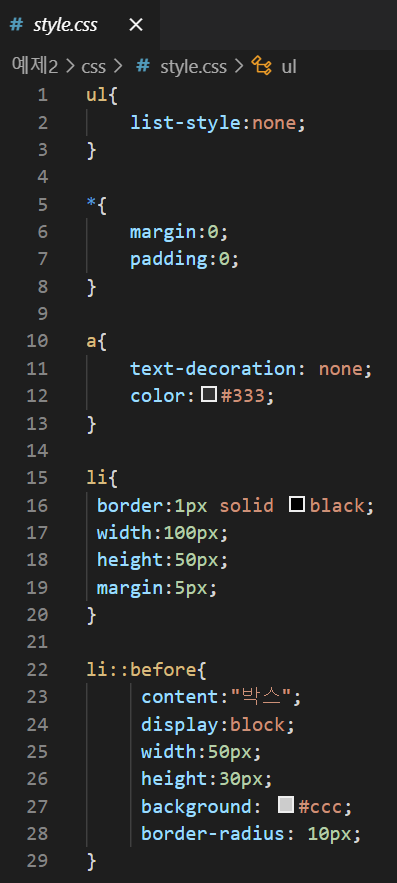 # style.css ×
예제2 > css > # style.css > ul
1 ul{
2 list-style:none;
3 }
4
5 *{
6 margin:0;
7 padding:0;
8 }
9
10 a{
11 text-decoration: none;
12 color:#333;
13 }
14
15 li{
16 border:1px solid black;
17 width:100px;
18 height:50px;
19 margin:5px;
20 }
21
22 li::before{
23 content:"박스";
24 display:block;
25 width:50px;
26 height:30px;
27 background: #ccc;
28 border-radius: 10px;
29 }